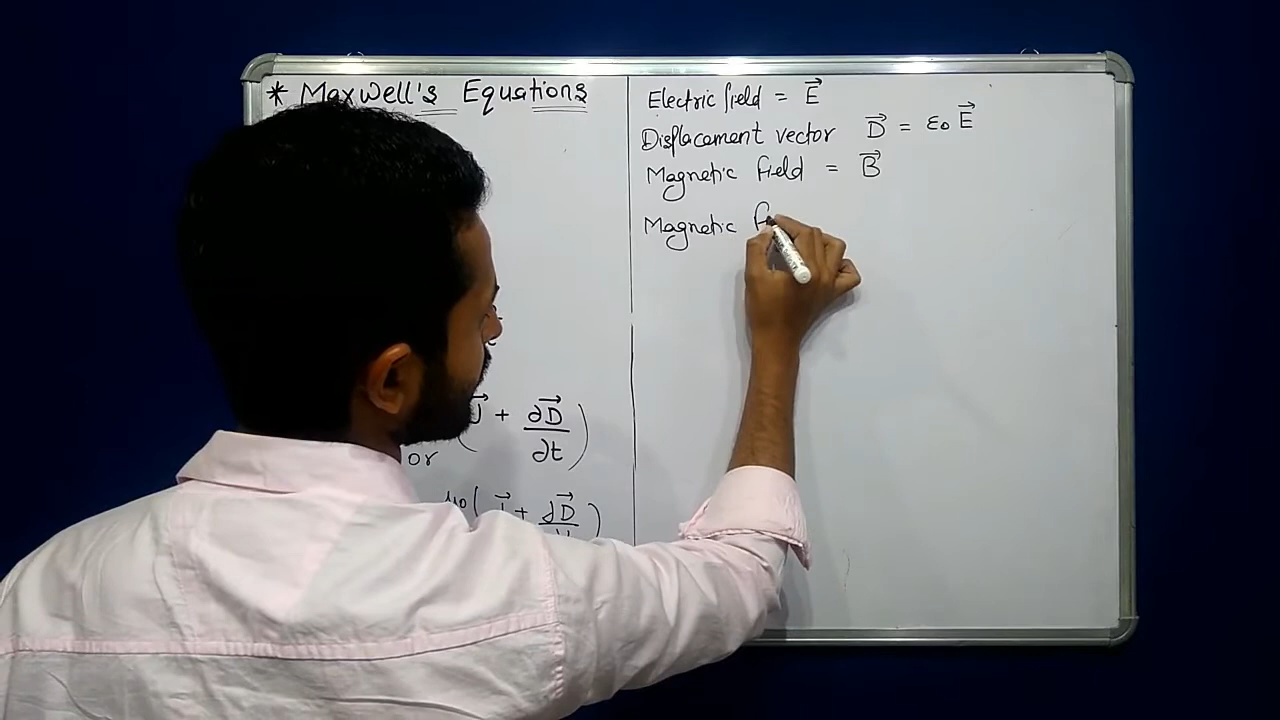 * Maxwell's Equations
J⃗ + ∂D⃗/∂t )
or
μ0( J⃗ + ∂D⃗
Electric field = E⃗
Displacement vector D⃗ = ε0 E⃗
Magnetic field = B⃗
Magnetic